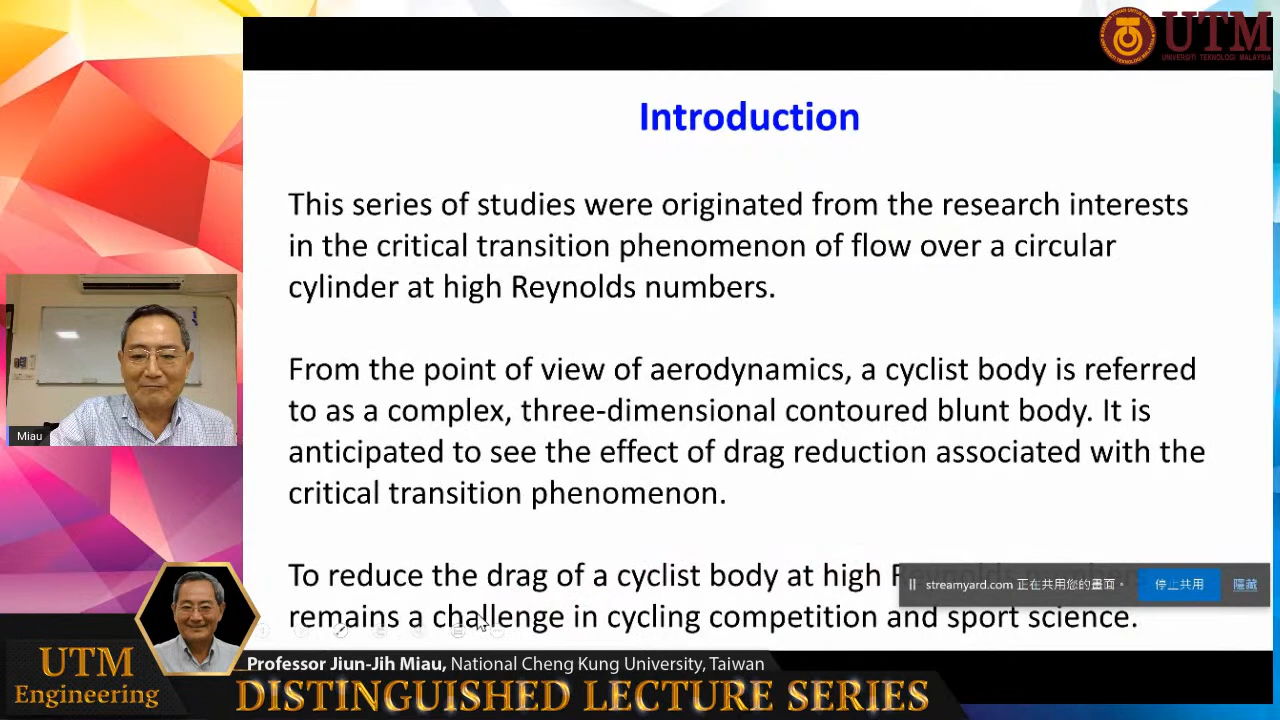 UTM
UNIVERSITI TEKNOLOGI MALAYSIA
Introduction
This series of studies were originated from the research interests
in the critical transition phenomenon of flow over a circular
cylinder at high Reynolds numbers.
From the point of view of aerodynamics, a cyclist body is referred
to as a complex, three-dimensional contoured blunt body. It is
anticipated to see the effect of drag reduction associated with the
critical transition phenomenon.
To reduce the drag of a cyclist body at high Reynolds numbers
remains a challenge in cycling competition and sport science.
streamyard.com 正在共用您的畫面。
停止共用
隱藏
Miau
UTM
Engineering
Professor Jiun-Jih Miau, National Cheng Kung University, Taiwan
DISTINGUISHED LECTURE SERIES